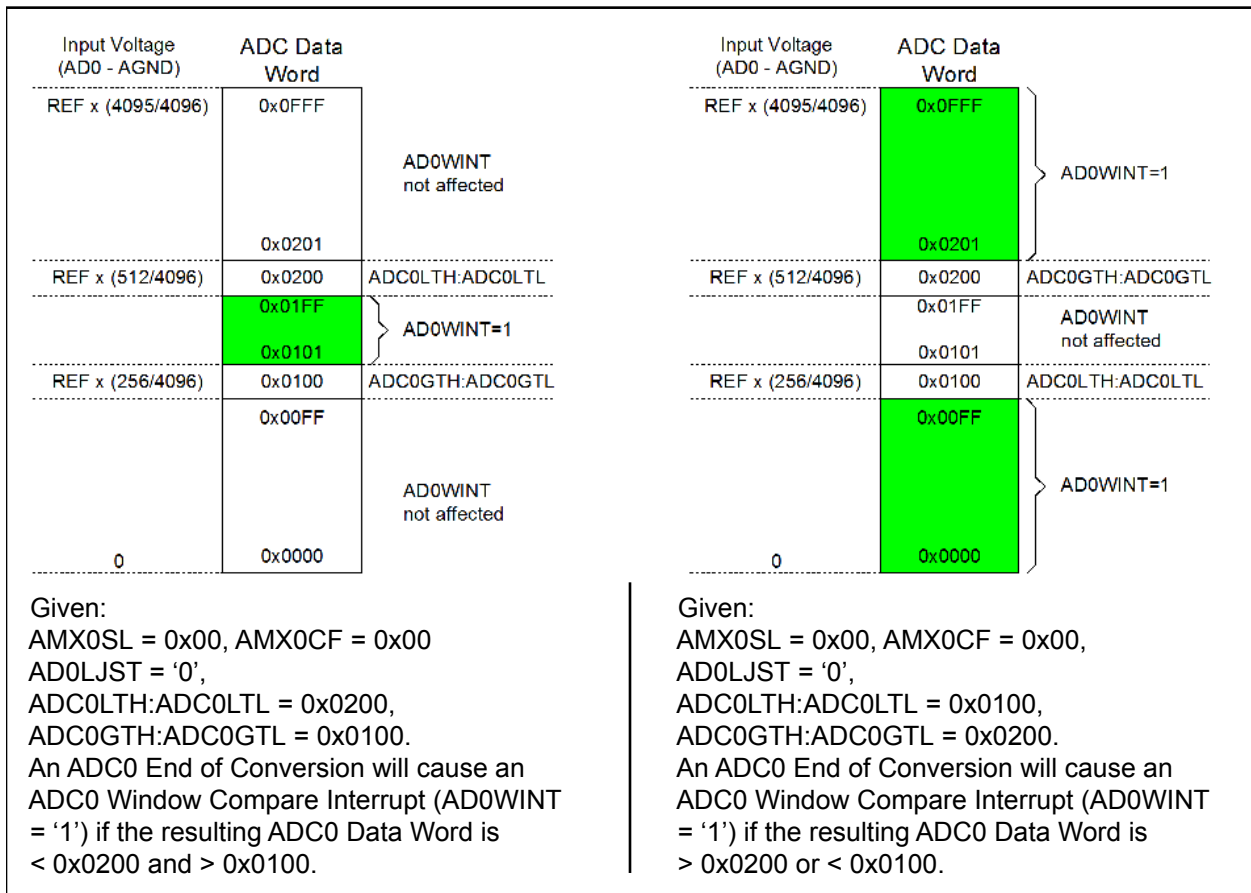 Input Voltage
(AD0 - AGND)
ADC Data
Word
REF x (4095/4096)
0x0FFF
AD0WINT
not affected
0x0201
REF x (512/4096)
0x0200
ADC0LTH:ADC0LTL
0x01FF
AD0WINT=1
0x0101
REF x (256/4096)
0x0100
ADC0GTH:ADC0GTL
0x00FF
AD0WINT
not affected
0
0x0000
Given:
AMX0SL = 0x00, AMX0CF = 0x00
AD0LJST = ‘0’,
ADC0LTH:ADC0LTL = 0x0200,
ADC0GTH:ADC0GTL = 0x0100.
An ADC0 End of Conversion will cause an
ADC0 Window Compare Interrupt (AD0WINT
= ‘1’) if the resulting ADC0 Data Word is
< 0x0200 and > 0x0100.
Input Voltage
(AD0 - AGND)
ADC Data
Word
REF x (4095/4096)
0x0FFF
AD0WINT=1
0x0201
REF x (512/4096)
0x0200
ADC0GTH:ADC0GTL
0x01FF
AD0WINT
not affected
0x0101
REF x (256/4096)
0x0100
ADC0LTH:ADC0LTL
0x00FF
AD0WINT=1
0
0x0000
Given:
AMX0SL = 0x00, AMX0CF = 0x00,
AD0LJST = ‘0’,
ADC0LTH:ADC0LTL = 0x0100,
ADC0GTH:ADC0GTL = 0x0200.
An ADC0 End of Conversion will cause an
ADC0 Window Compare Interrupt (AD0WINT
= ‘1’) if the resulting ADC0 Data Word is
> 0x0200 or < 0x0100.